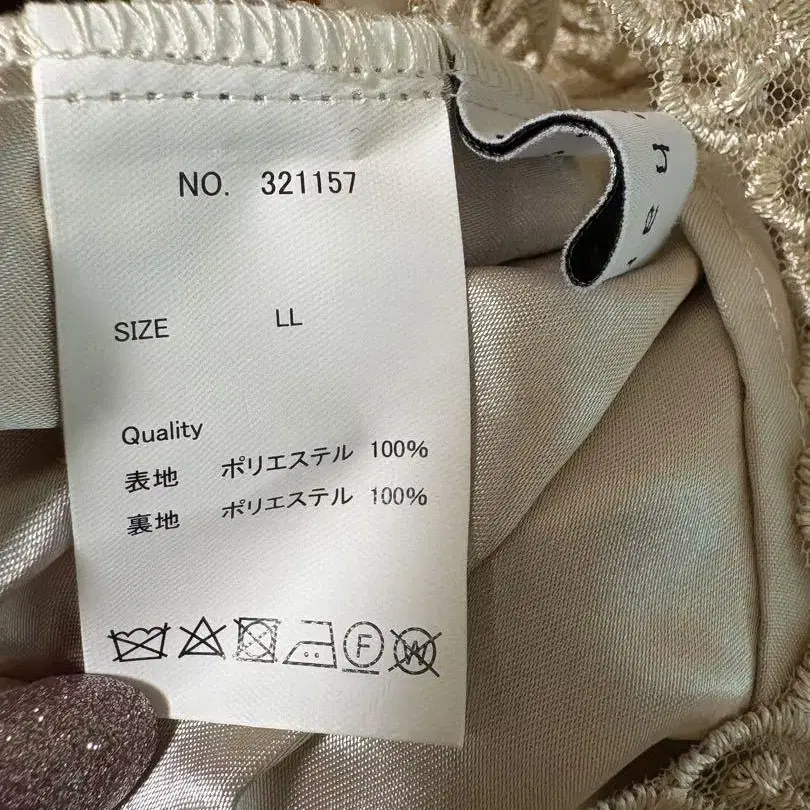 NO. 321157
SIZE LL
Quality
表地 ポリエステル 100%
裏地 ポリエステル 100%
F
W